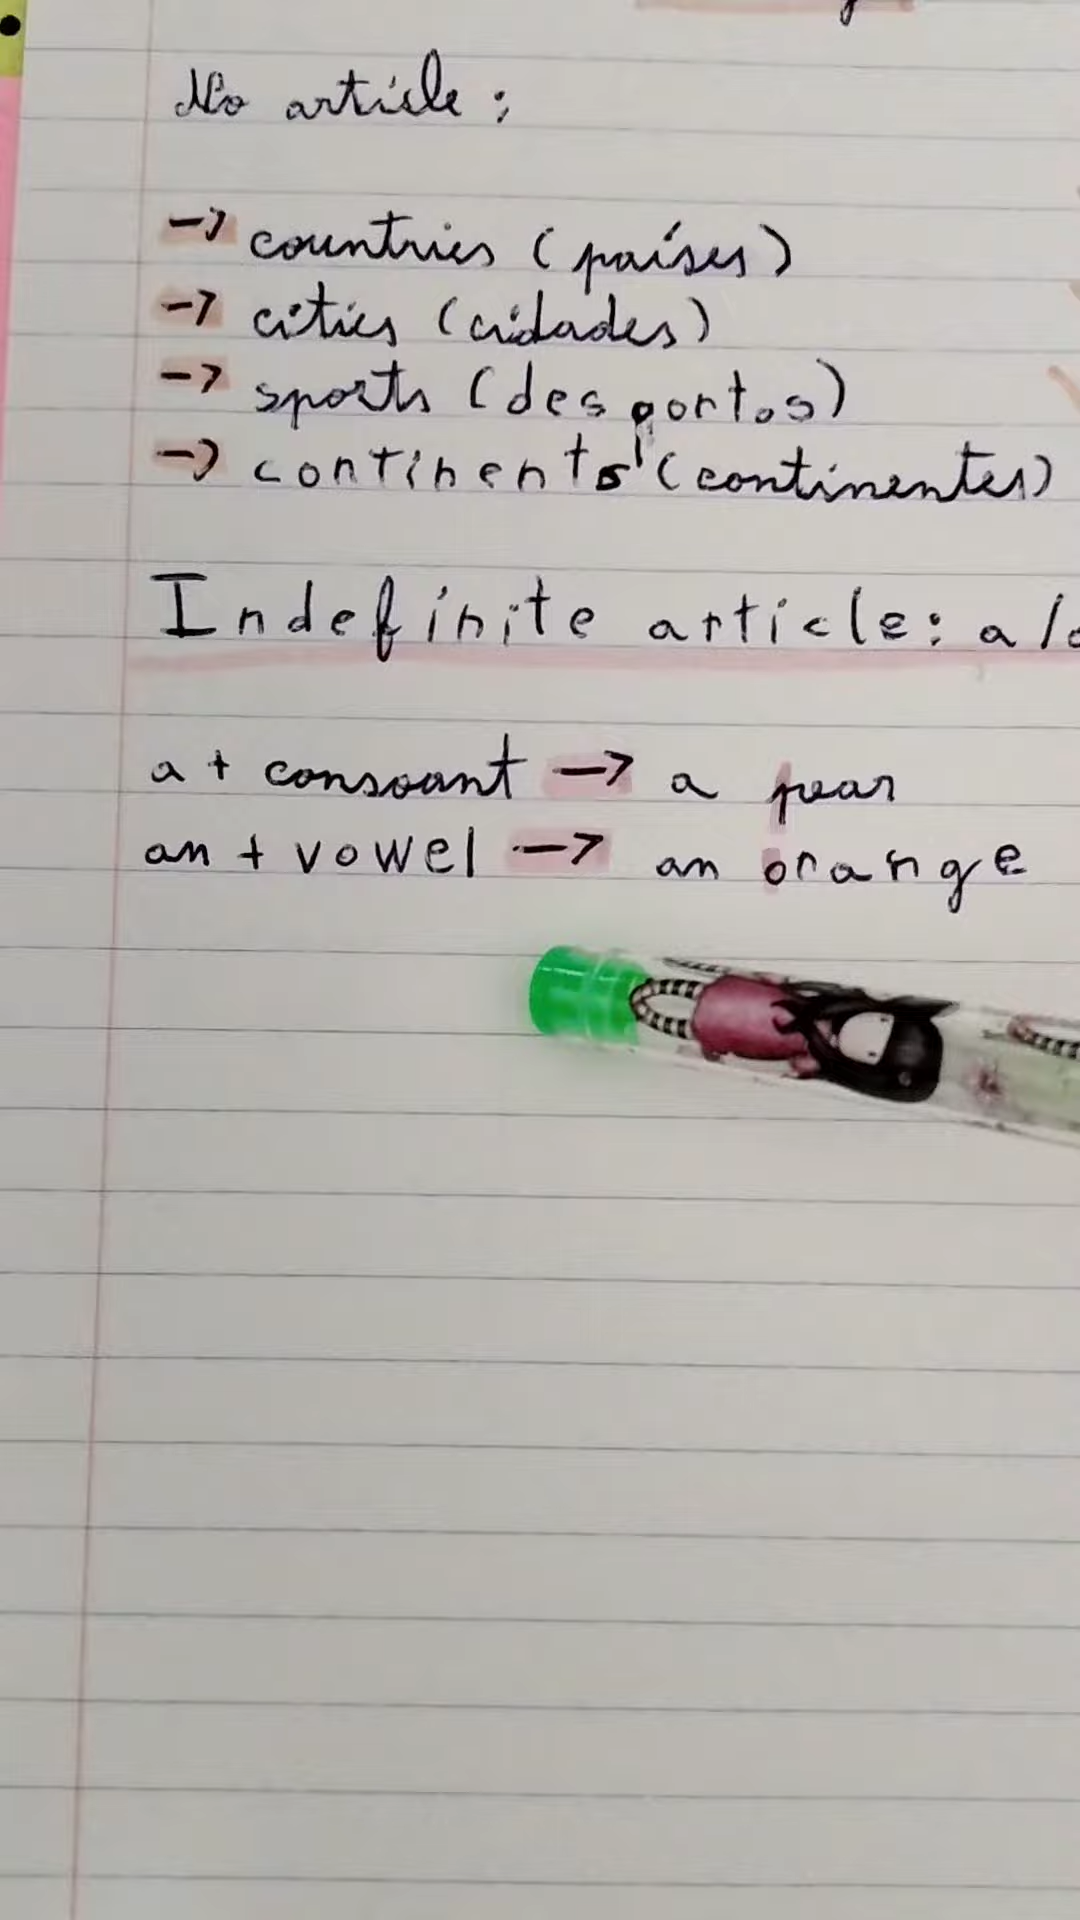 No article:
→ countries (países)
→ cities (cidades)
→ sports (desportos)
→ continents (continentes)
Indefinite article: a/
a + consoant → a pear
an + vowel → an orange